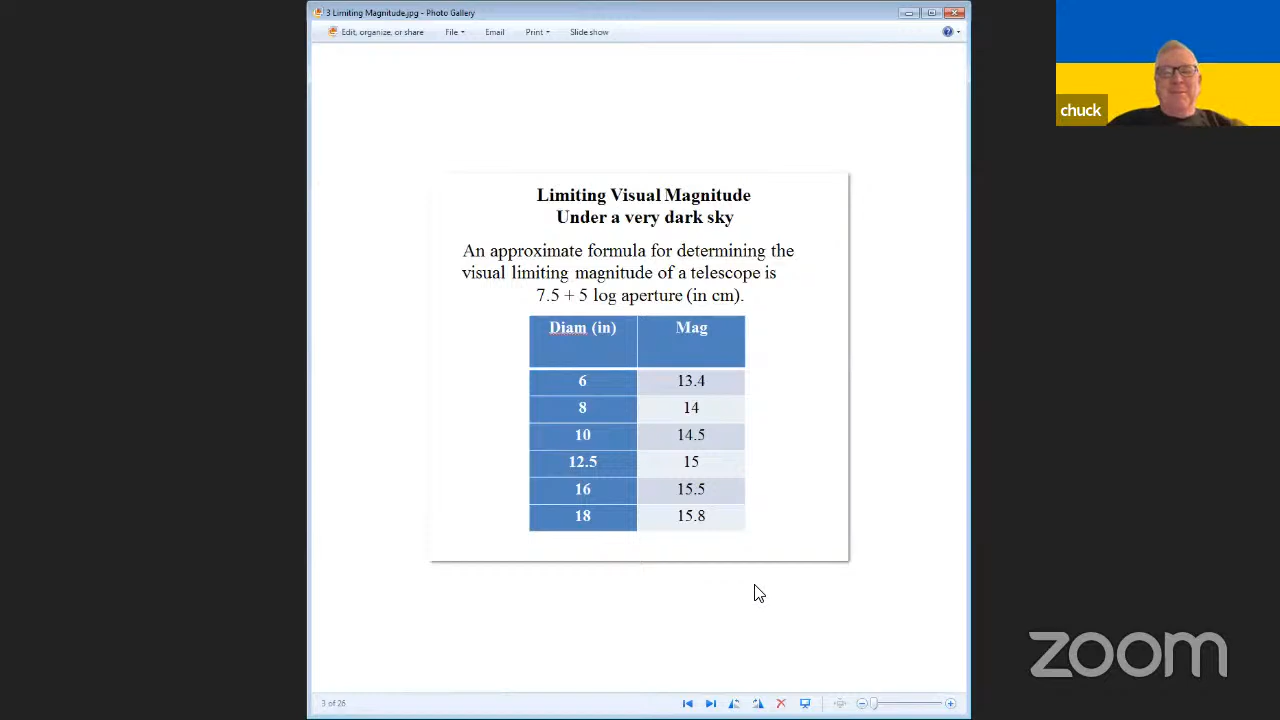 3 Limiting Magnitude.jpg - Photo Gallery
Edit, organize, or share File Email Print Slide show
chuck
Limiting Visual Magnitude
Under a very dark sky
An approximate formula for determining the
visual limiting magnitude of a telescope is
7.5 + 5 log aperture (in cm).
Diam (in) Mag
6 13.4
8 14
10 14.5
12.5 15
16 15.5
18 15.8
zoom
3 of 26